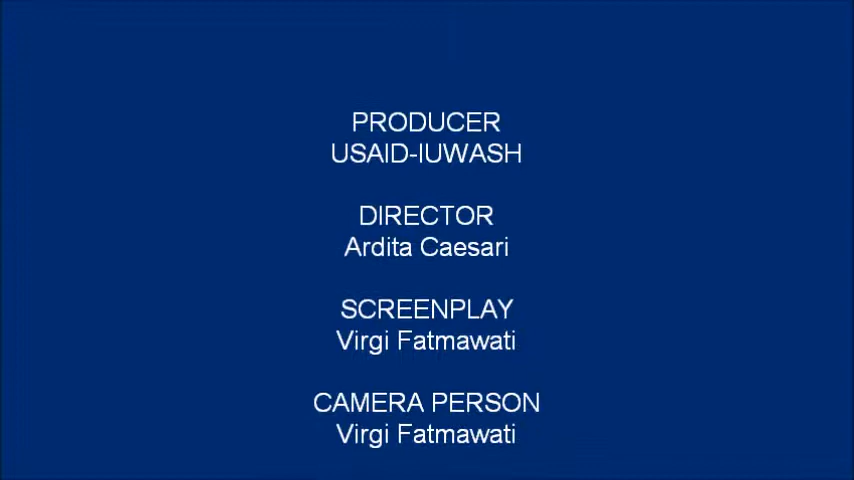 PRODUCER
USAID-IUWASH
DIRECTOR
Ardita Caesari
SCREENPLAY
Virgi Fatmawati
CAMERA PERSON
Virgi Fatmawati